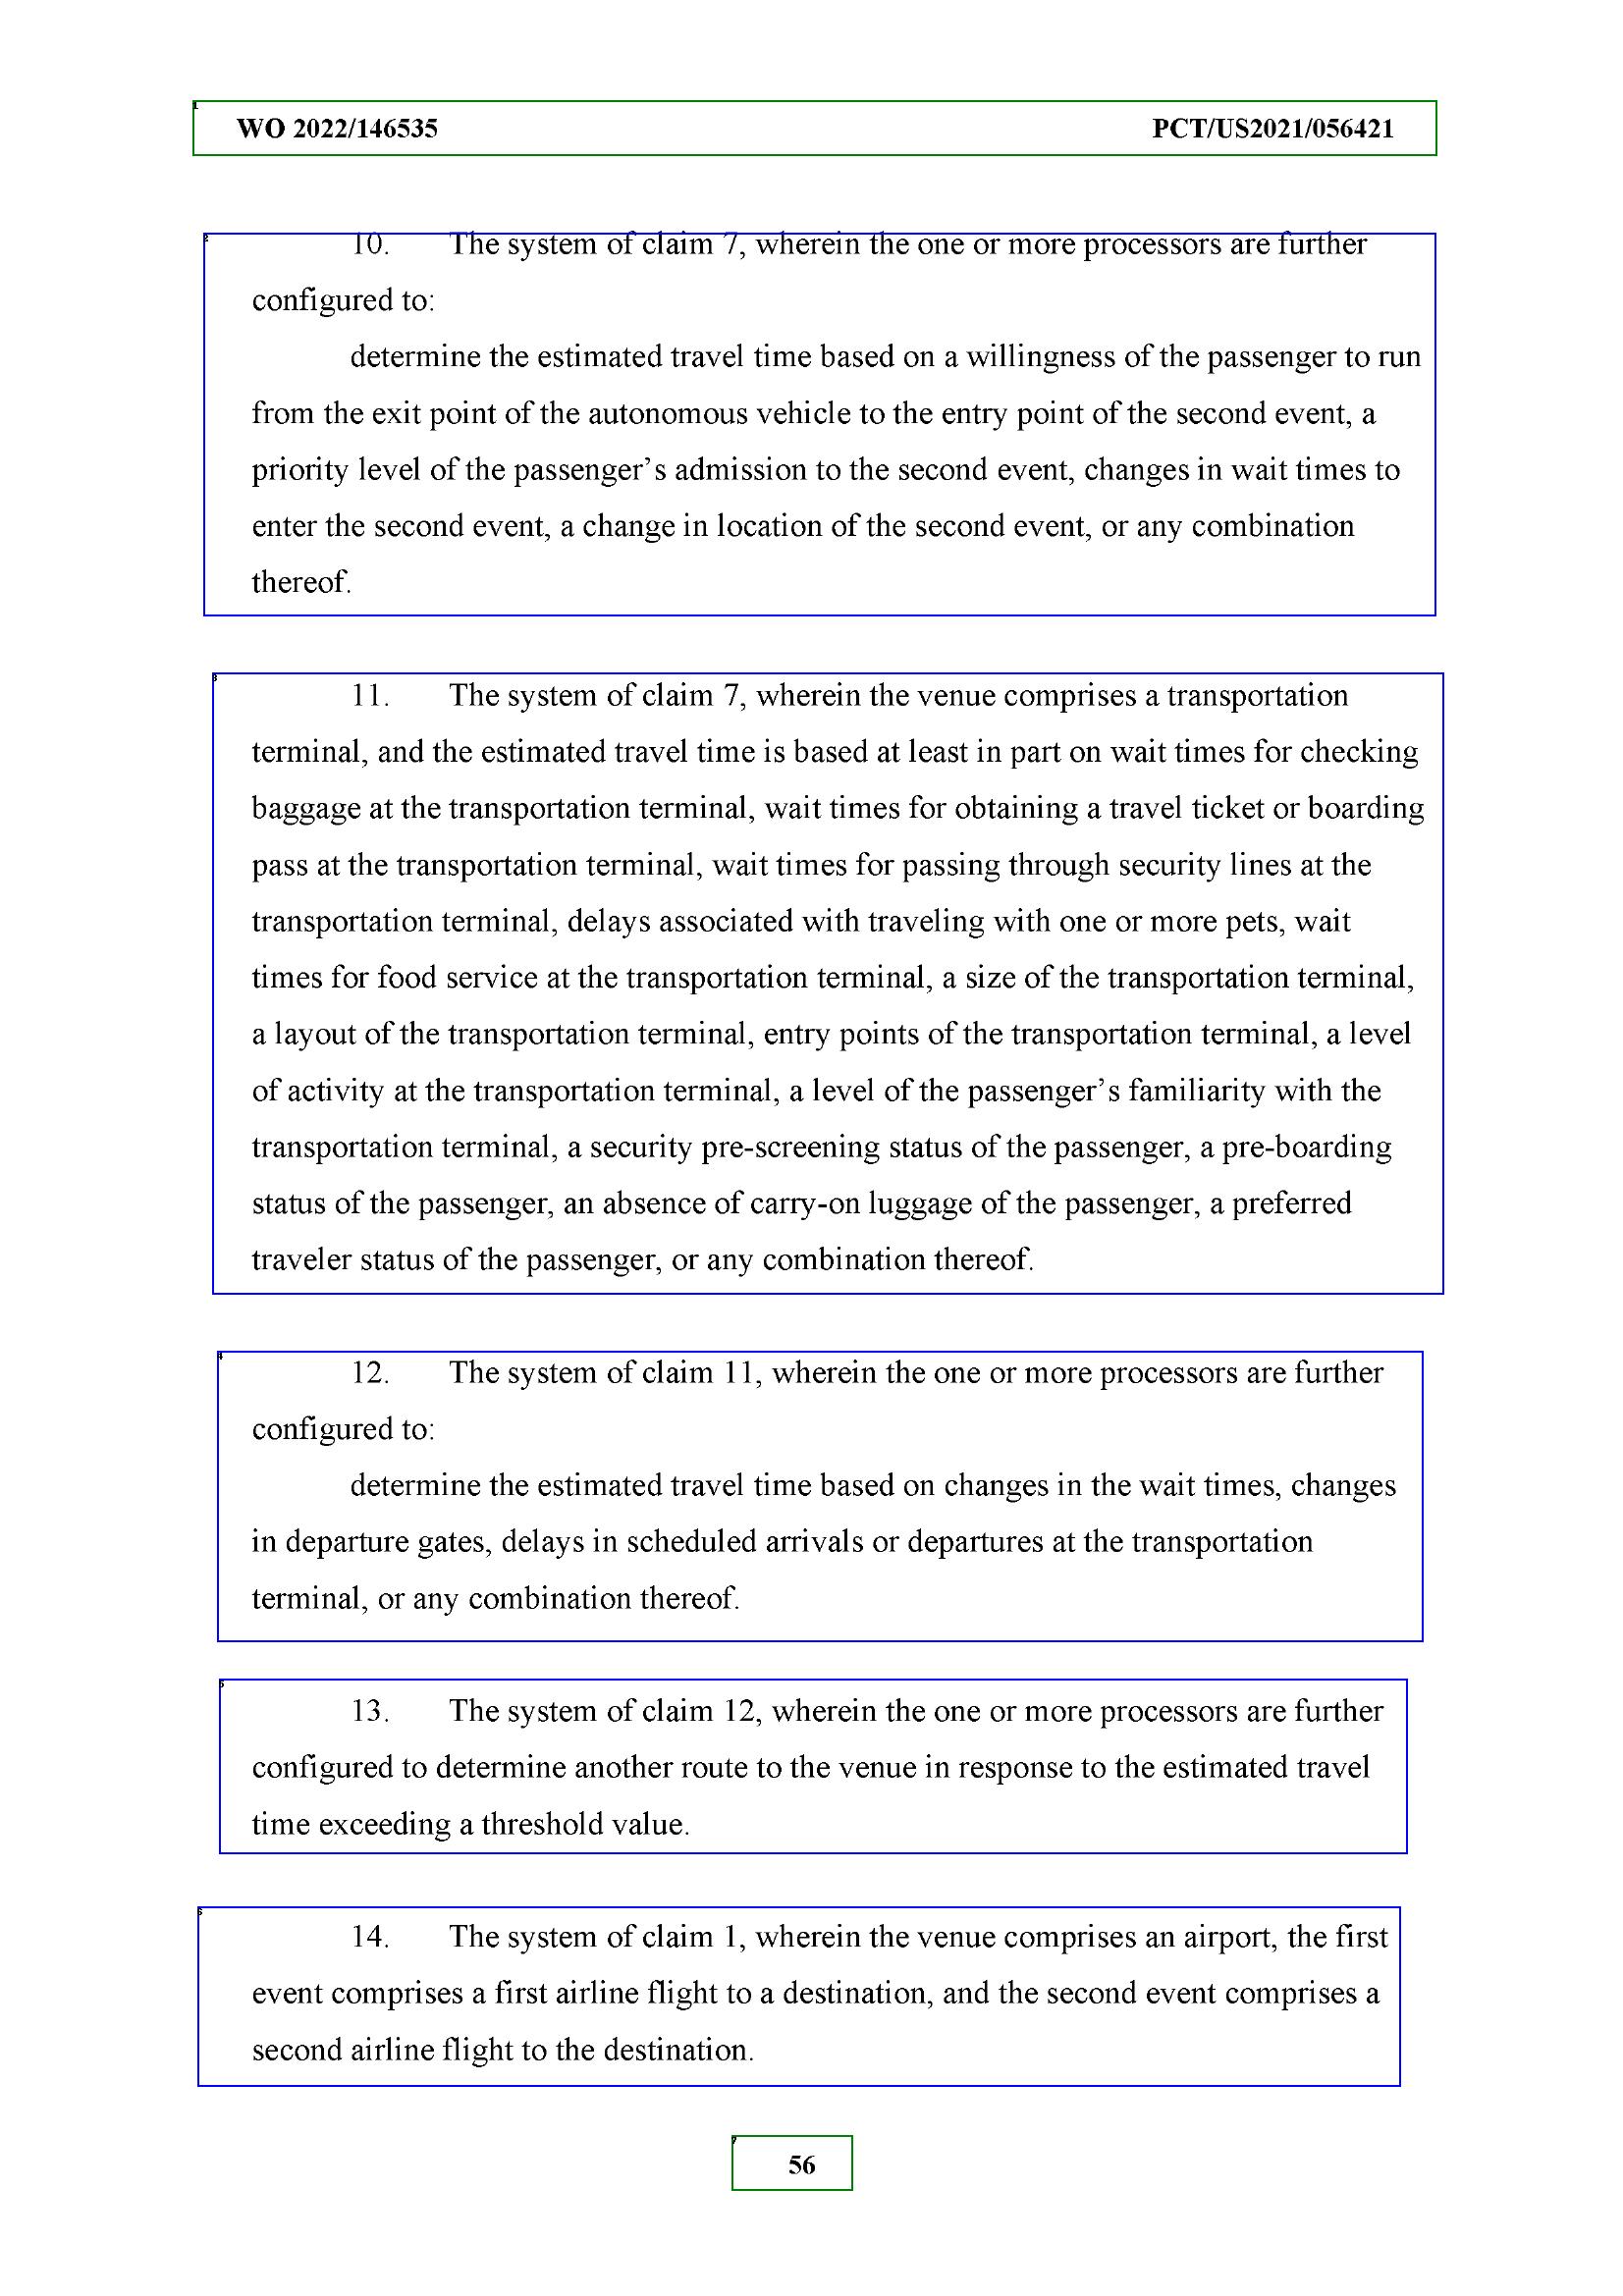 WO 2022/146535 PCT/US2021/056421
10. The system of claim 7, wherein the one or more processors are further
configured to:
determine the estimated travel time based on a willingness of the passenger to run
from the exit point of the autonomous vehicle to the entry point of the second event, a
priority level of the passenger’s admission to the second event, changes in wait times to
enter the second event, a change in location of the second event, or any combination
thereof.
11. The system of claim 7, wherein the venue comprises a transportation
terminal, and the estimated travel time is based at least in part on wait times for checking
baggage at the transportation terminal, wait times for obtaining a travel ticket or boarding
pass at the transportation terminal, wait times for passing through security lines at the
transportation terminal, delays associated with traveling with one or more pets, wait
times for food service at the transportation terminal, a size of the transportation terminal,
a layout of the transportation terminal, entry points of the transportation terminal, a level
of activity at the transportation terminal, a level of the passenger’s familiarity with the
transportation terminal, a security pre-screening status of the passenger, a pre-boarding
status of the passenger, an absence of carry-on luggage of the passenger, a preferred
traveler status of the passenger, or any combination thereof.
12. The system of claim 11, wherein the one or more processors are further
configured to:
determine the estimated travel time based on changes in the wait times, changes
in departure gates, delays in scheduled arrivals or departures at the transportation
terminal, or any combination thereof.
13. The system of claim 12, wherein the one or more processors are further
configured to determine another route to the venue in response to the estimated travel
time exceeding a threshold value.
14. The system of claim 1, wherein the venue comprises an airport, the first
event comprises a first airline flight to a destination, and the second event comprises a
second airline flight to the destination.
56